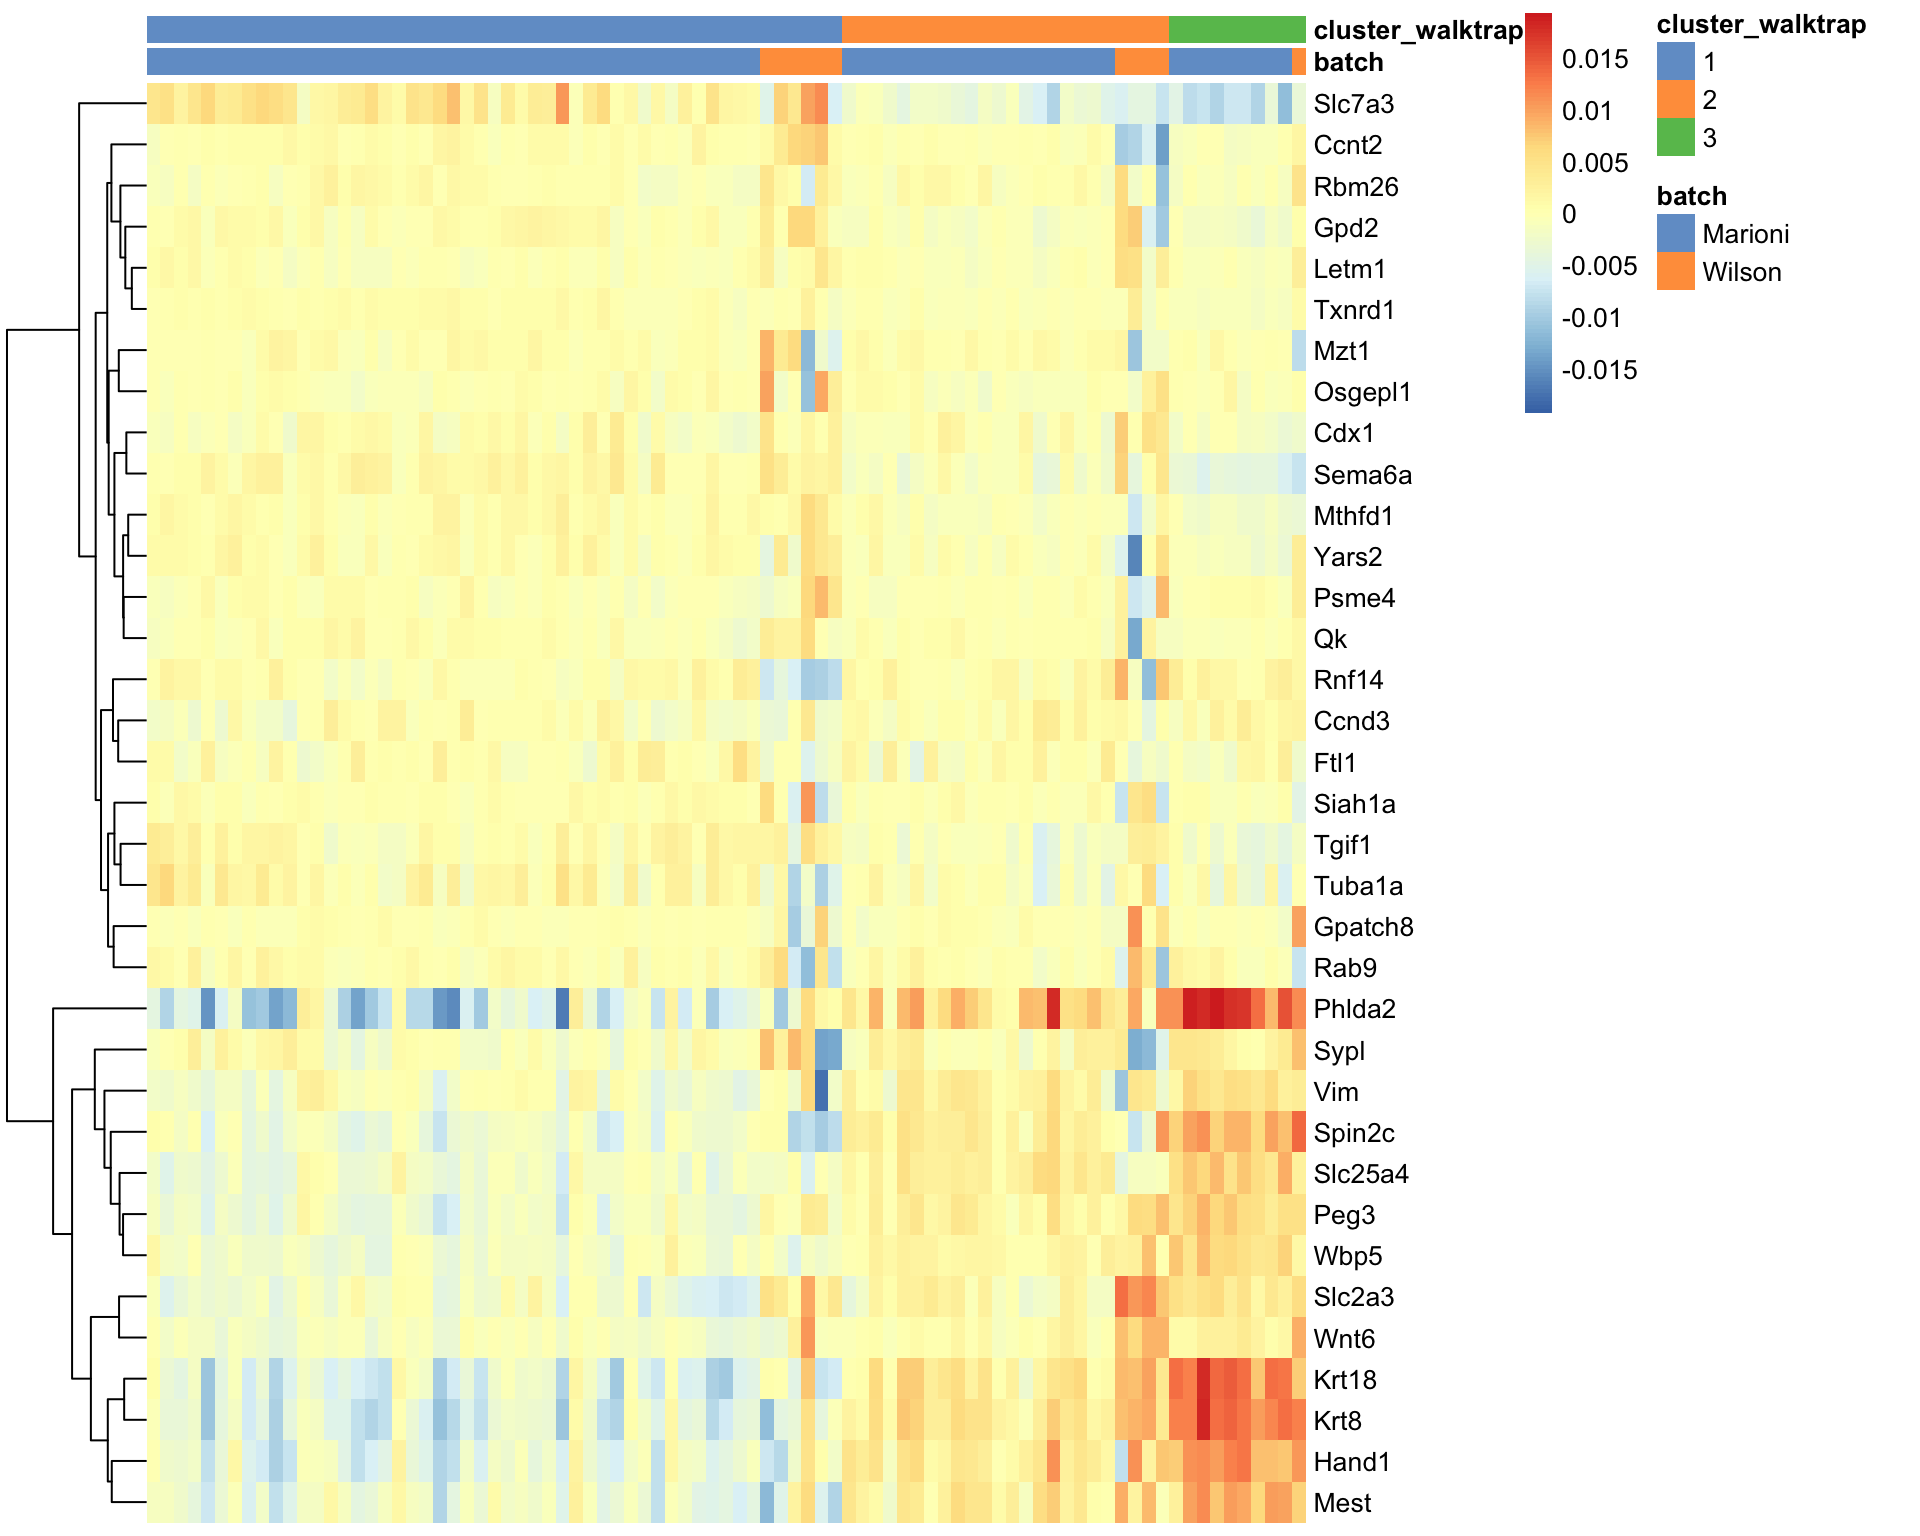 cluster_walktrap
batch
Slc7a3
Ccnt2
Rbm26
Gpd2
Letm1
Txnrd1
Mzt1
Osgepl1
Cdx1
Sema6a
Mthfd1
Yars2
Psme4
Qk
Rnf14
Ccnd3
Ftl1
Siah1a
Tgif1
Tuba1a
Gpatch8
Rab9
Phlda2
Sypl
Vim
Spin2c
Slc25a4
Peg3
Wbp5
Slc2a3
Wnt6
Krt18
Krt8
Hand1
Mest
0.015
0.01
0.005
0
-0.005
-0.01
-0.015
cluster_walktrap
1
2
3
batch
Marioni
Wilson